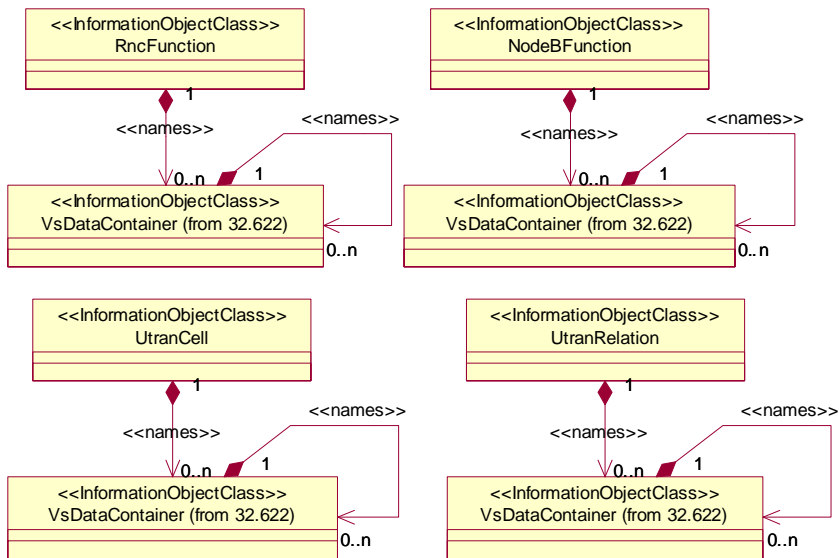 <<InformationObjectClass>>
RncFunction
1
<<names>>
<<names>>
0..n
1
<<InformationObjectClass>>
VsDataContainer (from 32.622)
0..n
<<InformationObjectClass>>
NodeBFunction
1
<<names>>
<<names>>
0..n
1
<<InformationObjectClass>>
VsDataContainer (from 32.622)
0..n
<<InformationObjectClass>>
UtranCell
1
<<names>>
<<names>>
0..n
1
<<InformationObjectClass>>
VsDataContainer (from 32.622)
0..n
<<InformationObjectClass>>
UtranRelation
1
<<names>>
<<names>>
0..n
1
<<InformationObjectClass>>
VsDataContainer (from 32.622)
0..n